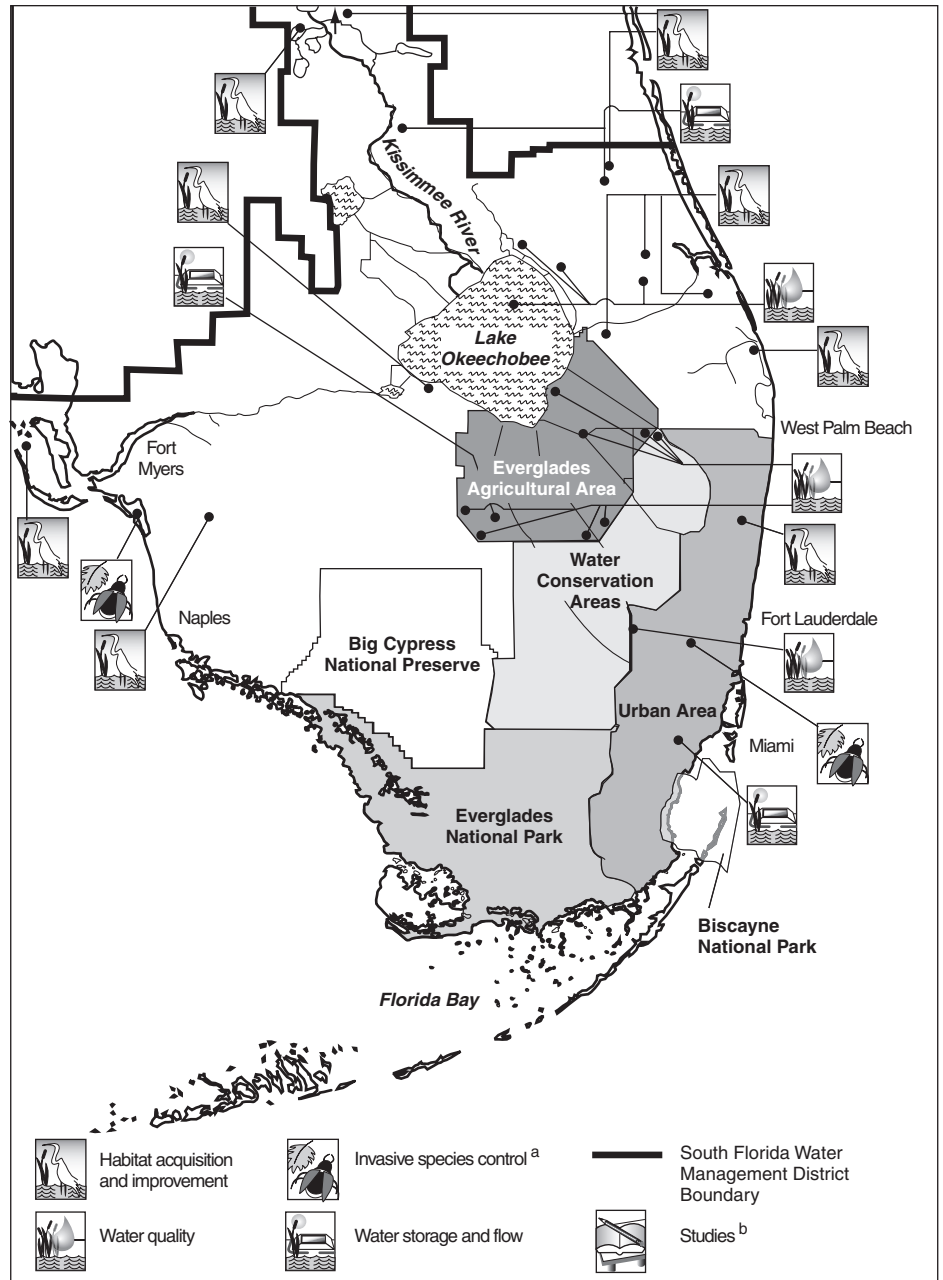 Kissimmee River
Lake
Okeechobee
West Palm Beach
Fort
Myers
Everglades
Agricultural Area
Water
Conservation
Areas
Fort Lauderdale
Naples
Big Cypress
National Preserve
Urban Area
Miami
Everglades
National Park
Biscayne
National Park
Florida Bay
Habitat acquisition
and improvement
Invasive species control a
South Florida Water
Management District
Boundary
Water quality
Water storage and flow
Studies b